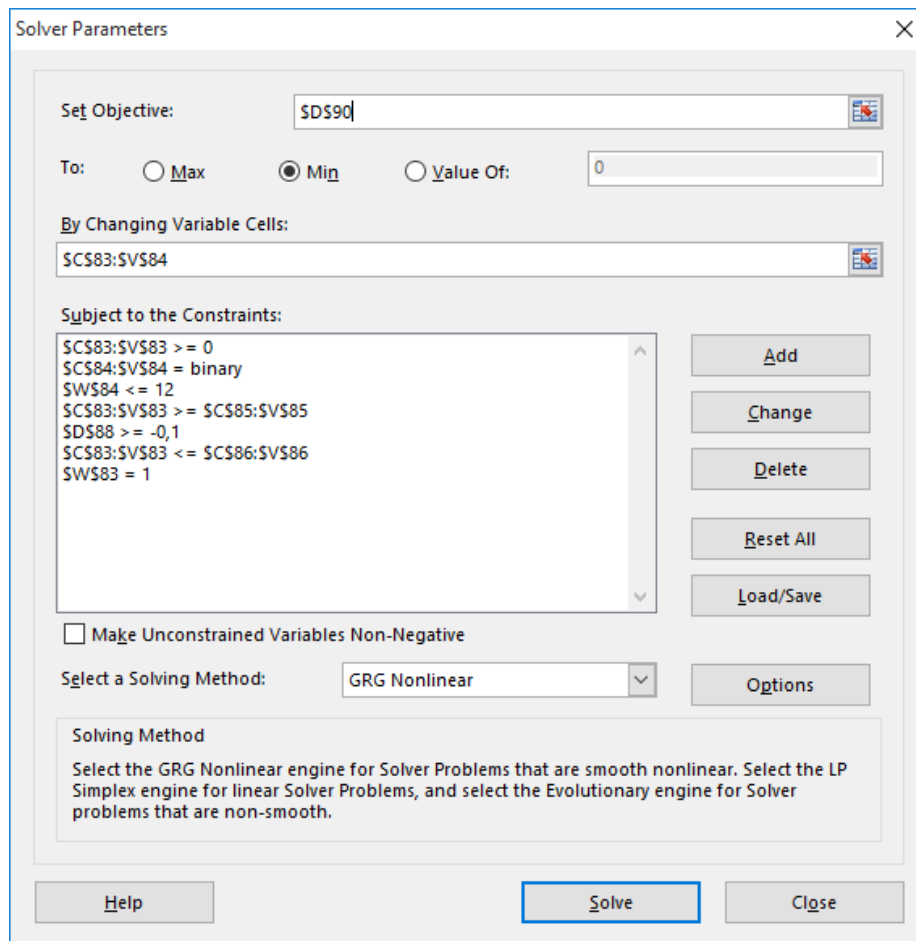 Solver Parameters
Set Objective:
$D$90
To:
Max
Min
Value Of:
0
By Changing Variable Cells:
$C$83:$V$84
Subject to the Constraints:
$C$83:$V$83 >= 0
$C$84:$V$84 = binary
$W$84 <= 12
$C$83:$V$83 >= $C$85:$V$85
$D$88 >= -0,1
$C$83:$V$83 <= $C$86:$V$86
$W$83 = 1
Add
Change
Delete
Reset All
Load/Save
Make Unconstrained Variables Non-Negative
Select a Solving Method:
GRG Nonlinear
Options
Solving Method
Select the GRG Nonlinear engine for Solver Problems that are smooth nonlinear. Select the LP
Simplex engine for linear Solver Problems, and select the Evolutionary engine for Solver
problems that are non-smooth.
Help
Solve
Close